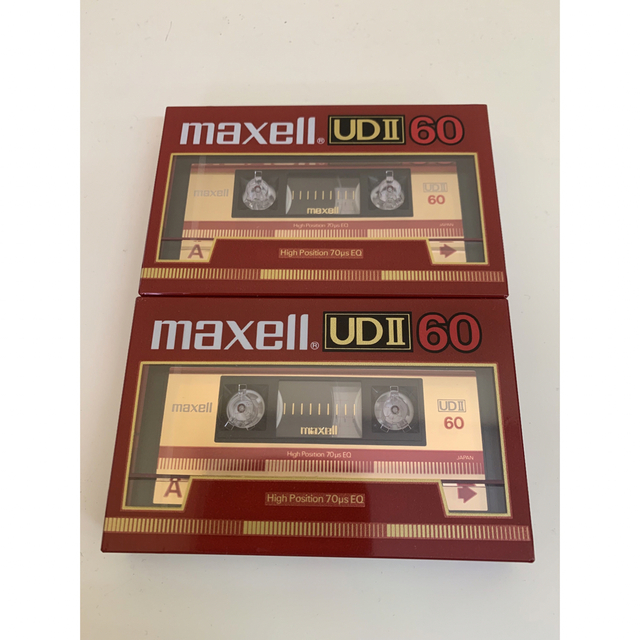 maxell® UDII 60
maxell UDII
60
maxell
JAPAN
High Position 70µs EQ
A
High Position 70µs EQ
maxell® UDII 60
maxell UDII
60
maxell
High Position 70µs EQ
JAPAN
A
High Position 70µs EQ